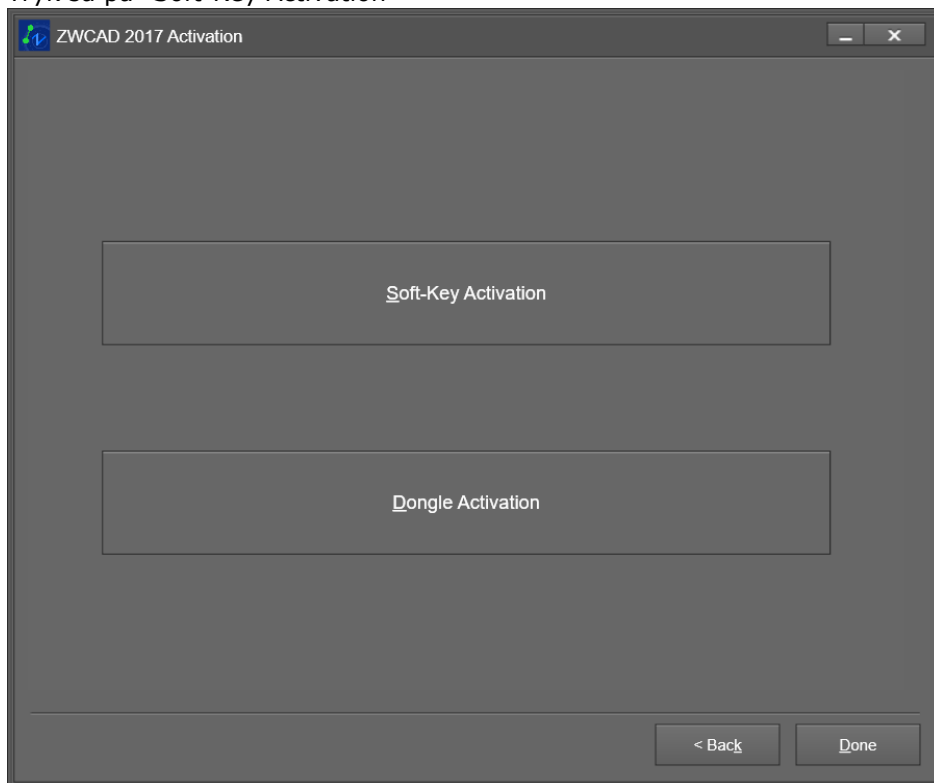 ZWCAD 2017 Activation
Soft-Key Activation
Dongle Activation
< Back
Done